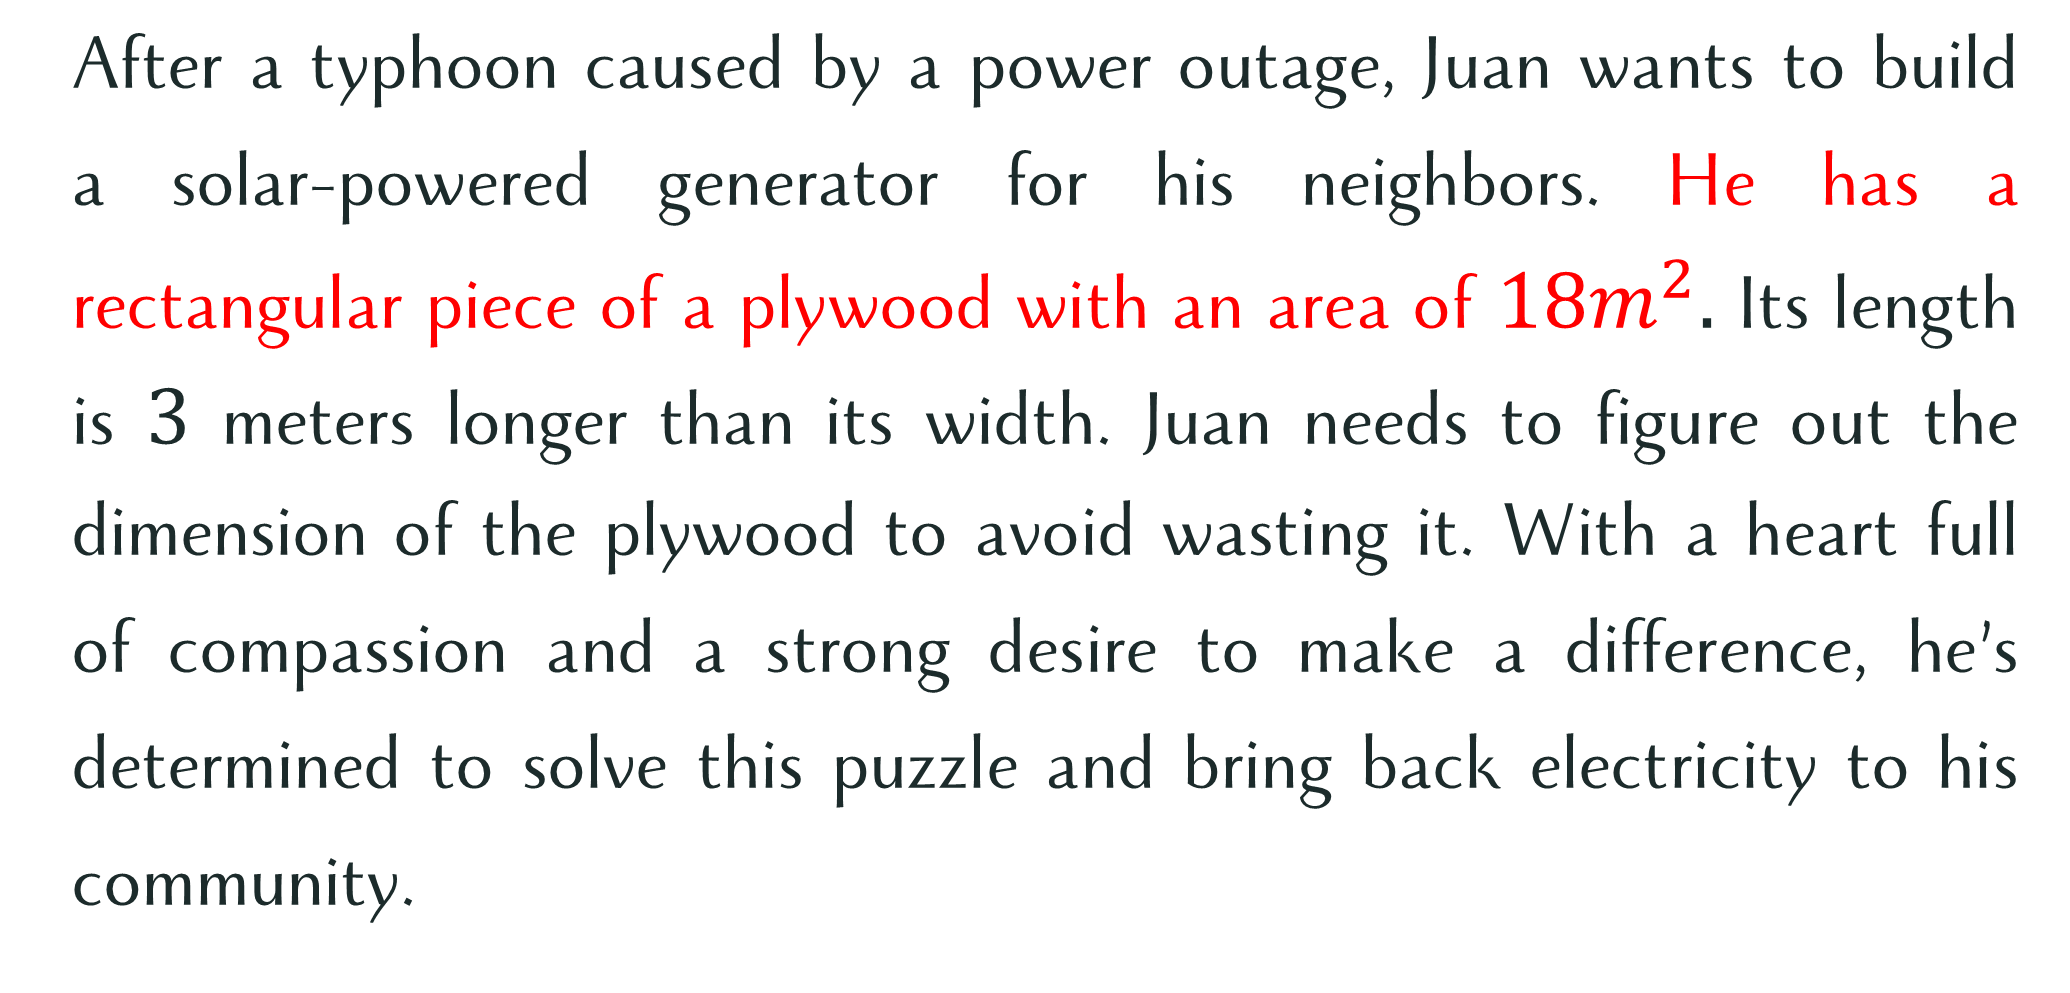 After a typhoon caused by a power outage, Juan wants to build
a solar-powered generator for his neighbors. He has a
rectangular piece of a plywood with an area of 18m². Its length
is 3 meters longer than its width. Juan needs to figure out the
dimension of the plywood to avoid wasting it. With a heart full
of compassion and a strong desire to make a difference, he's
determined to solve this puzzle and bring back electricity to his
community.